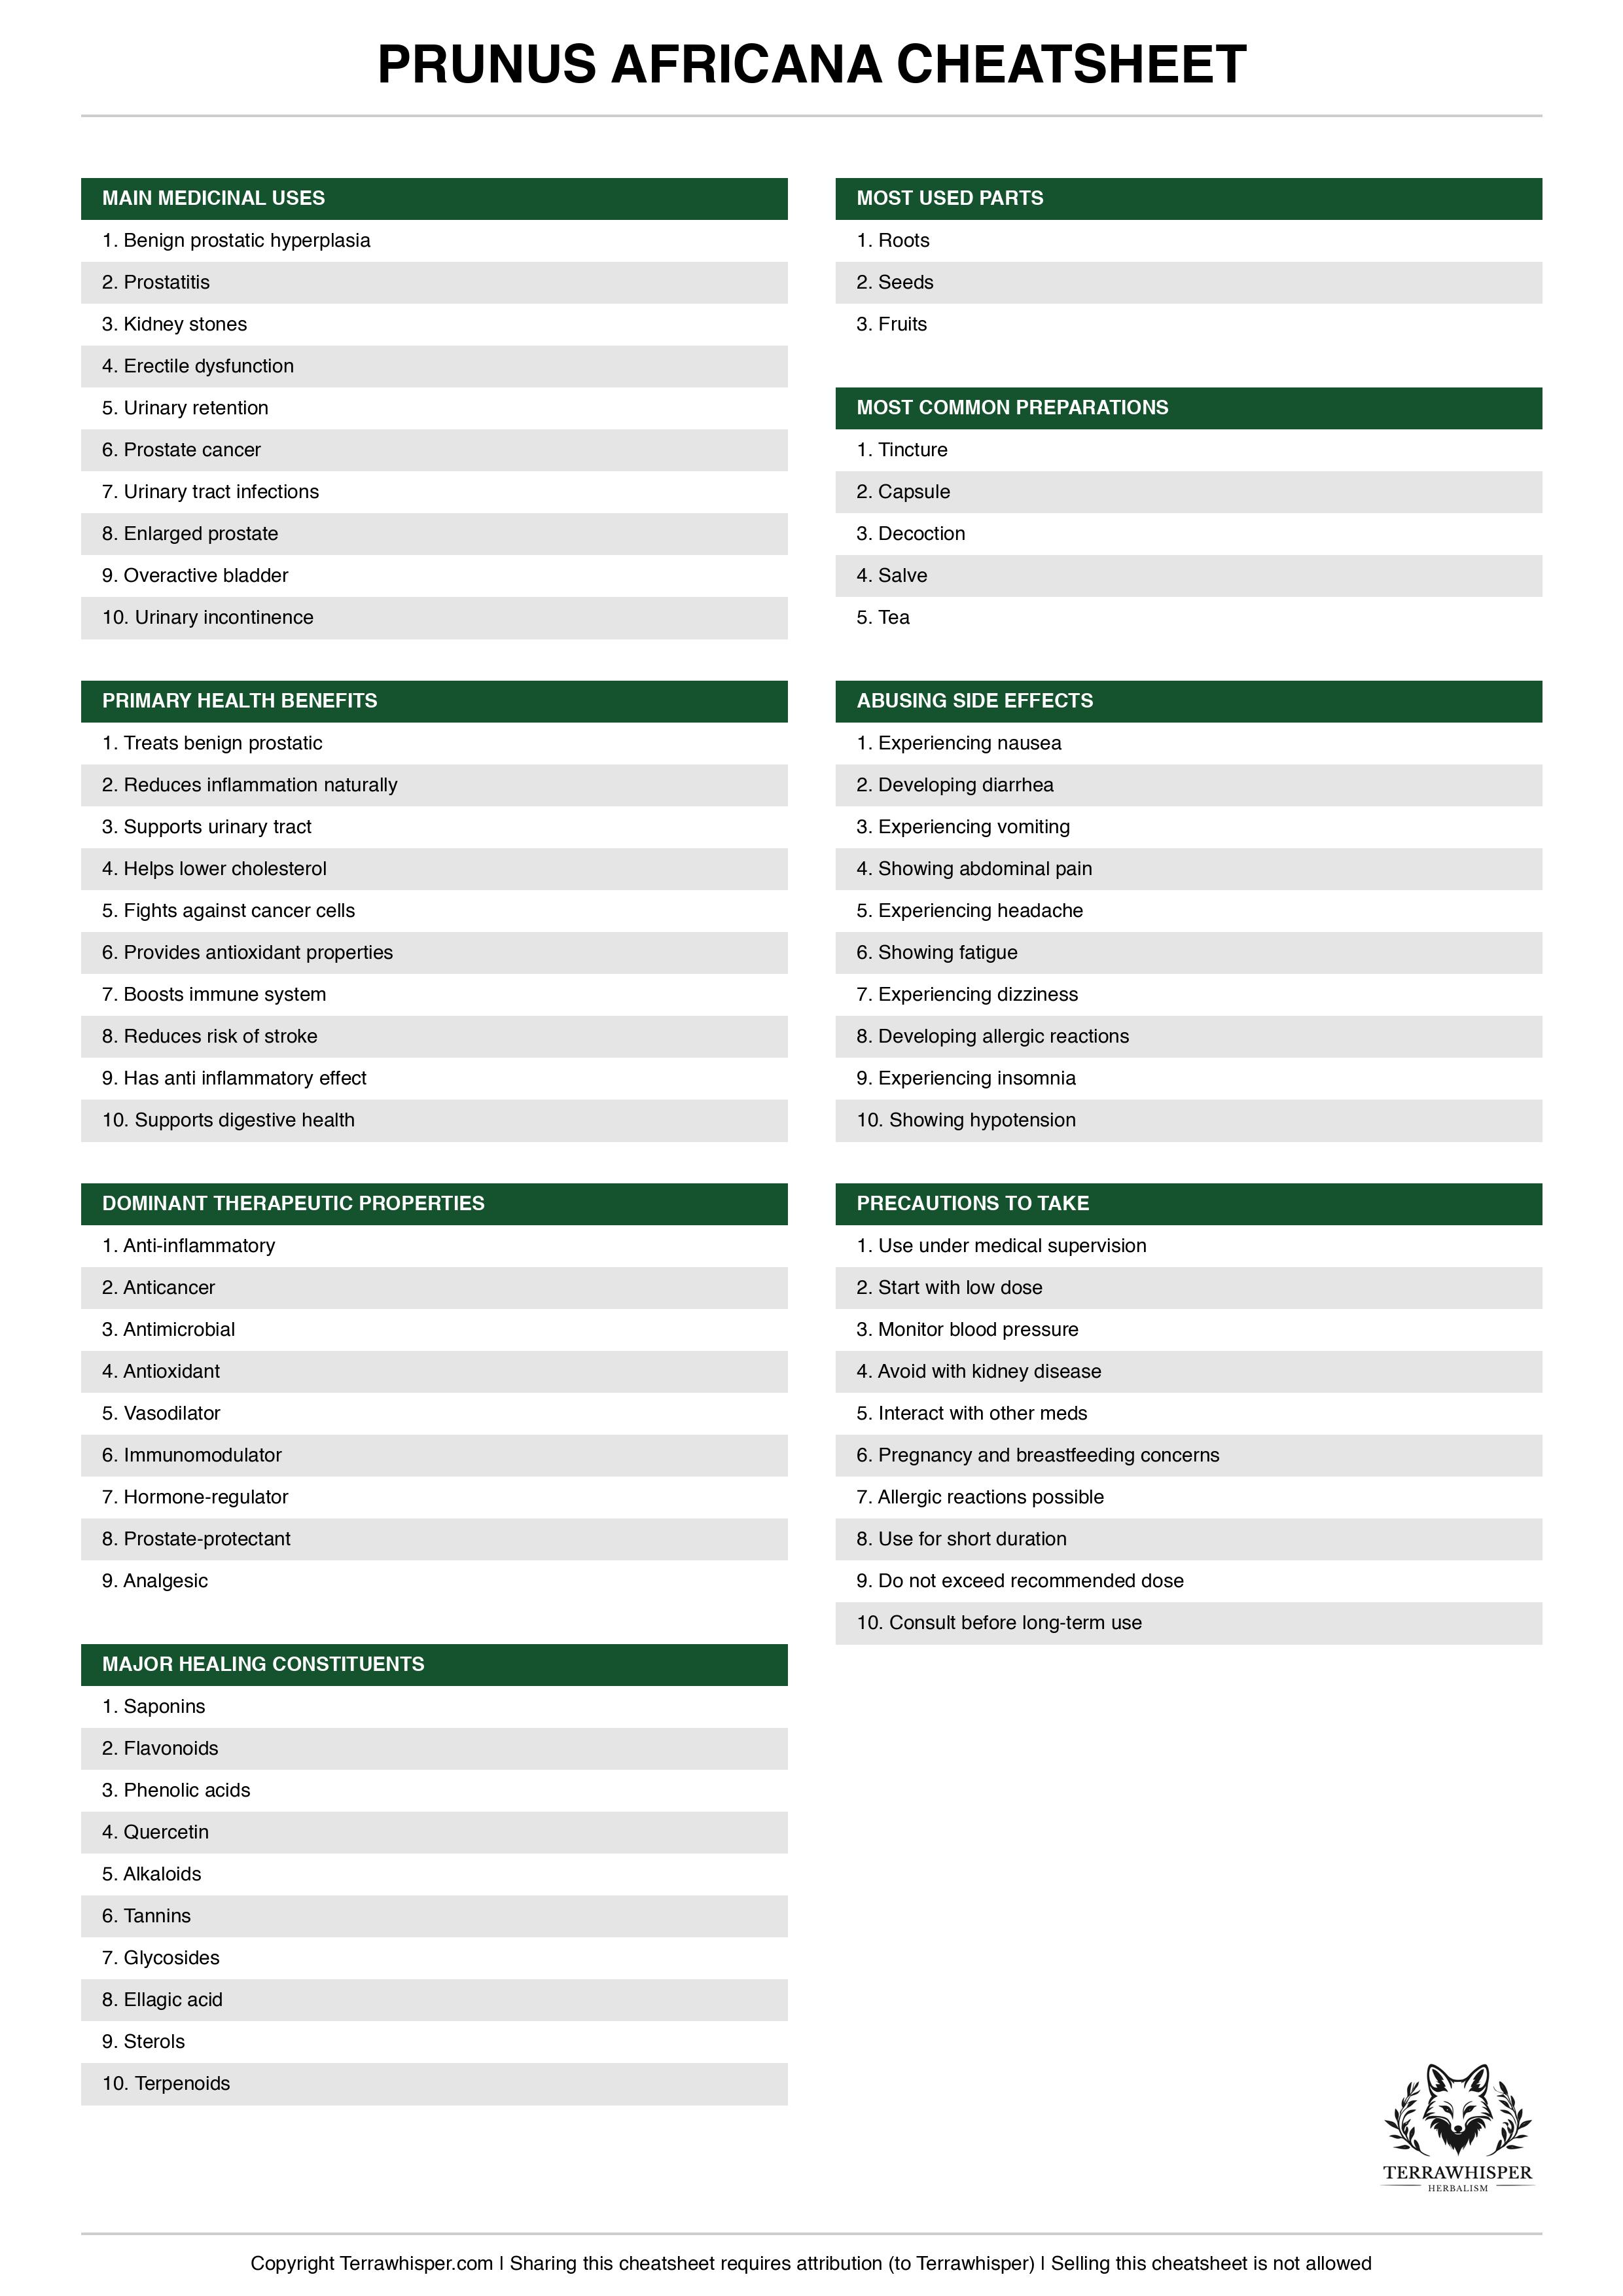 PRUNUS AFRICANA CHEATSHEET
MAIN MEDICINAL USES
1. Benign prostatic hyperplasia
2. Prostatitis
3. Kidney stones
4. Erectile dysfunction
5. Urinary retention
6. Prostate cancer
7. Urinary tract infections
8. Enlarged prostate
9. Overactive bladder
10. Urinary incontinence
PRIMARY HEALTH BENEFITS
1. Treats benign prostatic
2. Reduces inflammation naturally
3. Supports urinary tract
4. Helps lower cholesterol
5. Fights against cancer cells
6. Provides antioxidant properties
7. Boosts immune system
8. Reduces risk of stroke
9. Has anti inflammatory effect
10. Supports digestive health
DOMINANT THERAPEUTIC PROPERTIES
1. Anti-inflammatory
2. Anticancer
3. Antimicrobial
4. Antioxidant
5. Vasodilator
6. Immunomodulator
7. Hormone-regulator
8. Prostate-protectant
9. Analgesic
MAJOR HEALING CONSTITUENTS
1. Saponins
2. Flavonoids
3. Phenolic acids
4. Quercetin
5. Alkaloids
6. Tannins
7. Glycosides
8. Ellagic acid
9. Sterols
10. Terpenoids
MOST USED PARTS
1. Roots
2. Seeds
3. Fruits
MOST COMMON PREPARATIONS
1. Tincture
2. Capsule
3. Decoction
4. Salve
5. Tea
ABUSING SIDE EFFECTS
1. Experiencing nausea
2. Developing diarrhea
3. Experiencing vomiting
4. Showing abdominal pain
5. Experiencing headache
6. Showing fatigue
7. Experiencing dizziness
8. Developing allergic reactions
9. Experiencing insomnia
10. Showing hypotension
PRECAUTIONS TO TAKE
1. Use under medical supervision
2. Start with low dose
3. Monitor blood pressure
4. Avoid with kidney disease
5. Interact with other meds
6. Pregnancy and breastfeeding concerns
7. Allergic reactions possible
8. Use for short duration
9. Do not exceed recommended dose
10. Consult before long-term use
TERRAWHISPER
HERBALISM
Copyright Terrawhisper.com | Sharing this cheatsheet requires attribution (to Terrawhisper) | Selling this cheatsheet is not allowed